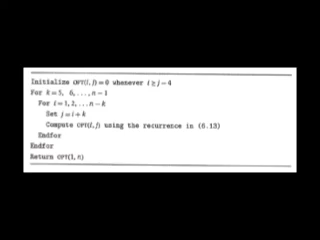 Initialize OPT(i, j) = 0 whenever i ≥ j − 4
For k = 5, 6, . . . , n − 1
For i = 1, 2, . . . n − k
Set j = i + k
Compute OPT(i, j) using the recurrence in (6.13)
Endfor
Endfor
Return OPT(1, n)